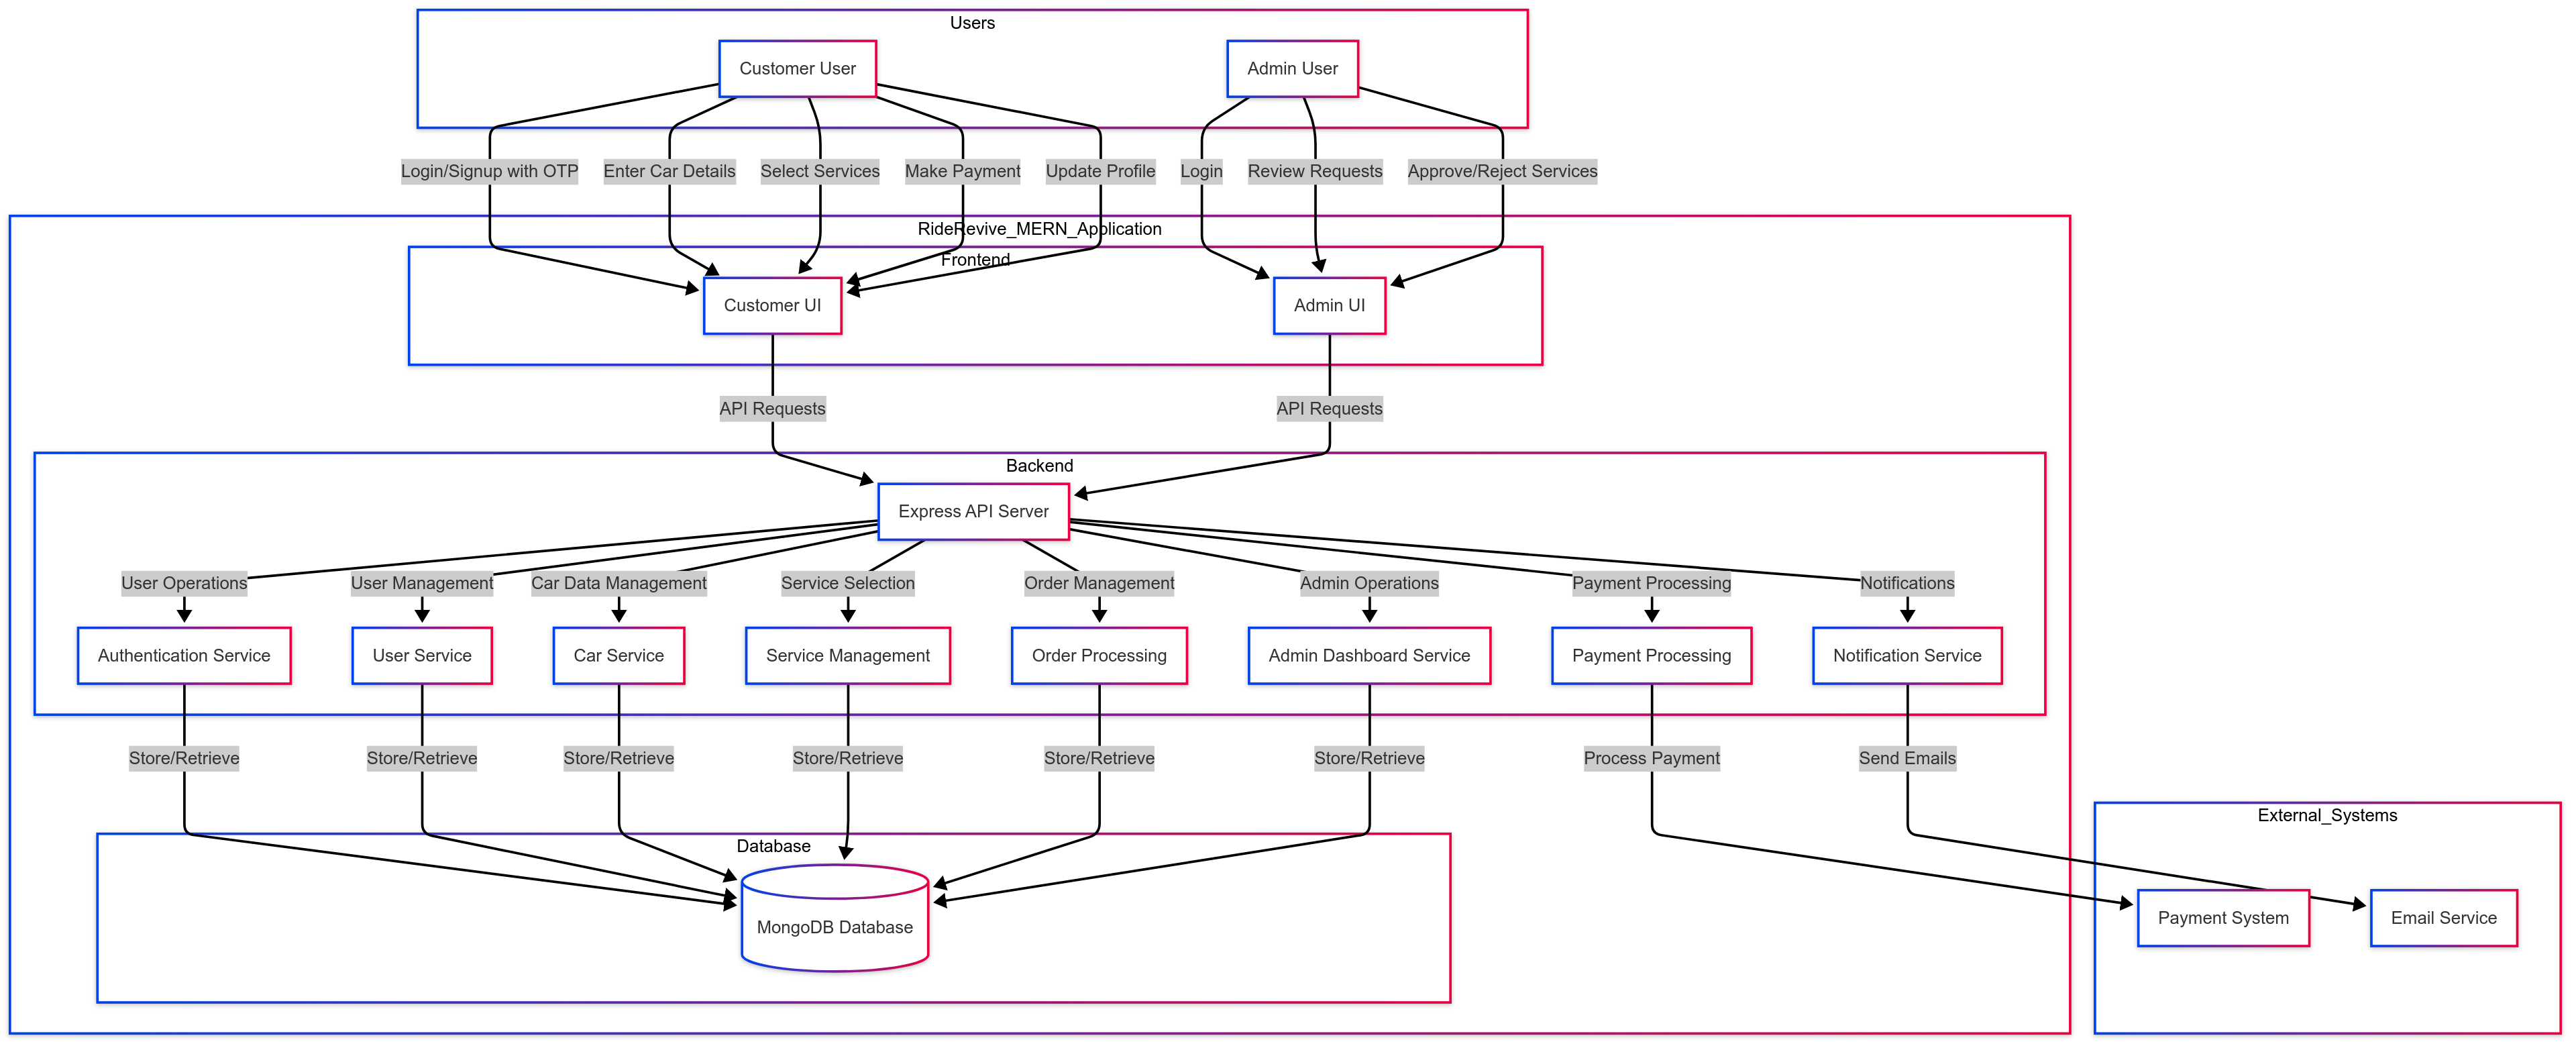 Users
Customer User
Admin User
Login/Signup with OTP
Enter Car Details
Select Services
Make Payment
Update Profile
Login
Review Requests
Approve/Reject Services
RideRevive_MERN_Application
Frontend
Customer UI
Admin UI
API Requests
API Requests
Backend
Express API Server
User Operations
User Management
Car Data Management
Service Selection
Order Management
Admin Operations
Payment Processing
Notifications
Authentication Service
User Service
Car Service
Service Management
Order Processing
Admin Dashboard Service
Payment Processing
Notification Service
Store/Retrieve
Store/Retrieve
Store/Retrieve
Store/Retrieve
Store/Retrieve
Store/Retrieve
Process Payment
Send Emails
External_Systems
Database
MongoDB Database
Payment System
Email Service